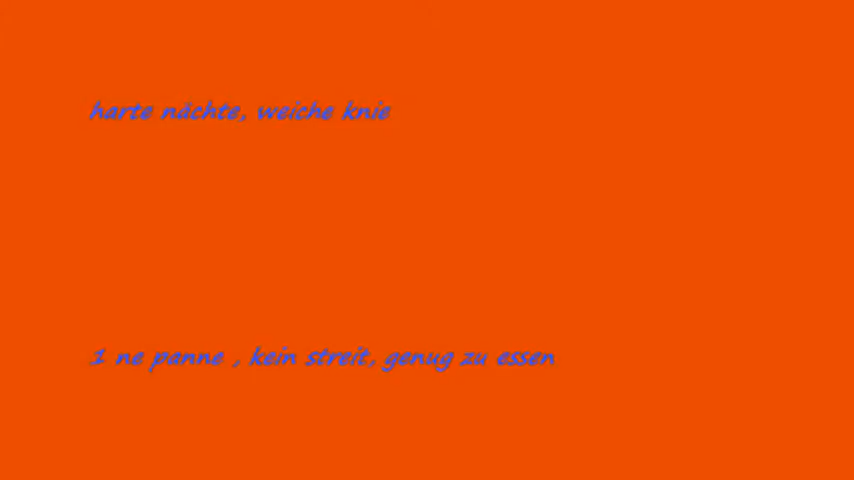 harte nächte, weiche knie
.1 ne panne , kein streit, genug zu essen